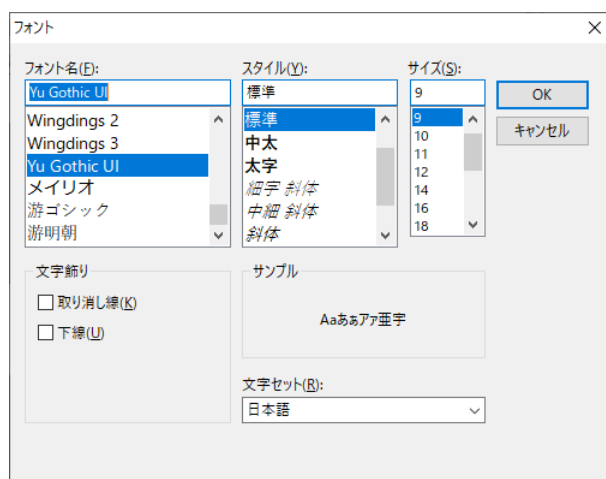 フォント
フォント名(F):
Yu Gothic UI
Wingdings 2
Wingdings 3
Yu Gothic UI
メイリオ
游ゴシック
游明朝
スタイル(Y):
標準
標準
中太
太字
細字 斜体
中細 斜体
斜体
サイズ(S):
9
9
10
11
12
14
16
18
OK
キャンセル
文字飾り
取り消し線(K)
下線(U)
サンプル
Aaあぁアァ亜宇
文字セット(R):
日本語